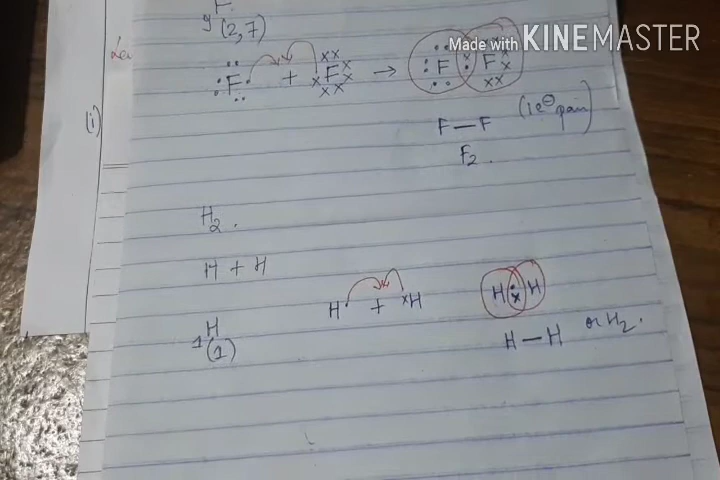 F
9 (2,7)
Made with KINEMASTER
F + F → F F
(1e⊖ pair)
(i)
F — F
F2.
H2.
H + H
H + H
H H
1H
(1)
H — H or H2.